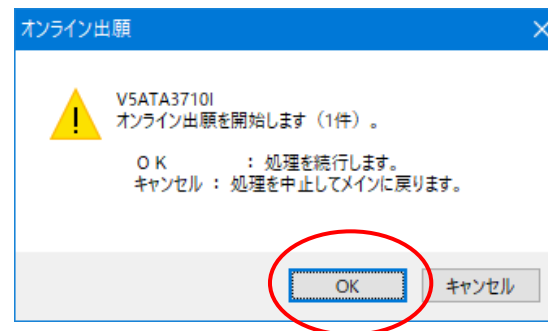 オンライン出願
V5ATA3710I
オンライン出願を開始します（1件）。
ＯＫ　　　：処理を続行します。
キャンセル：処理を中止してメインに戻ります。
OK
キャンセル